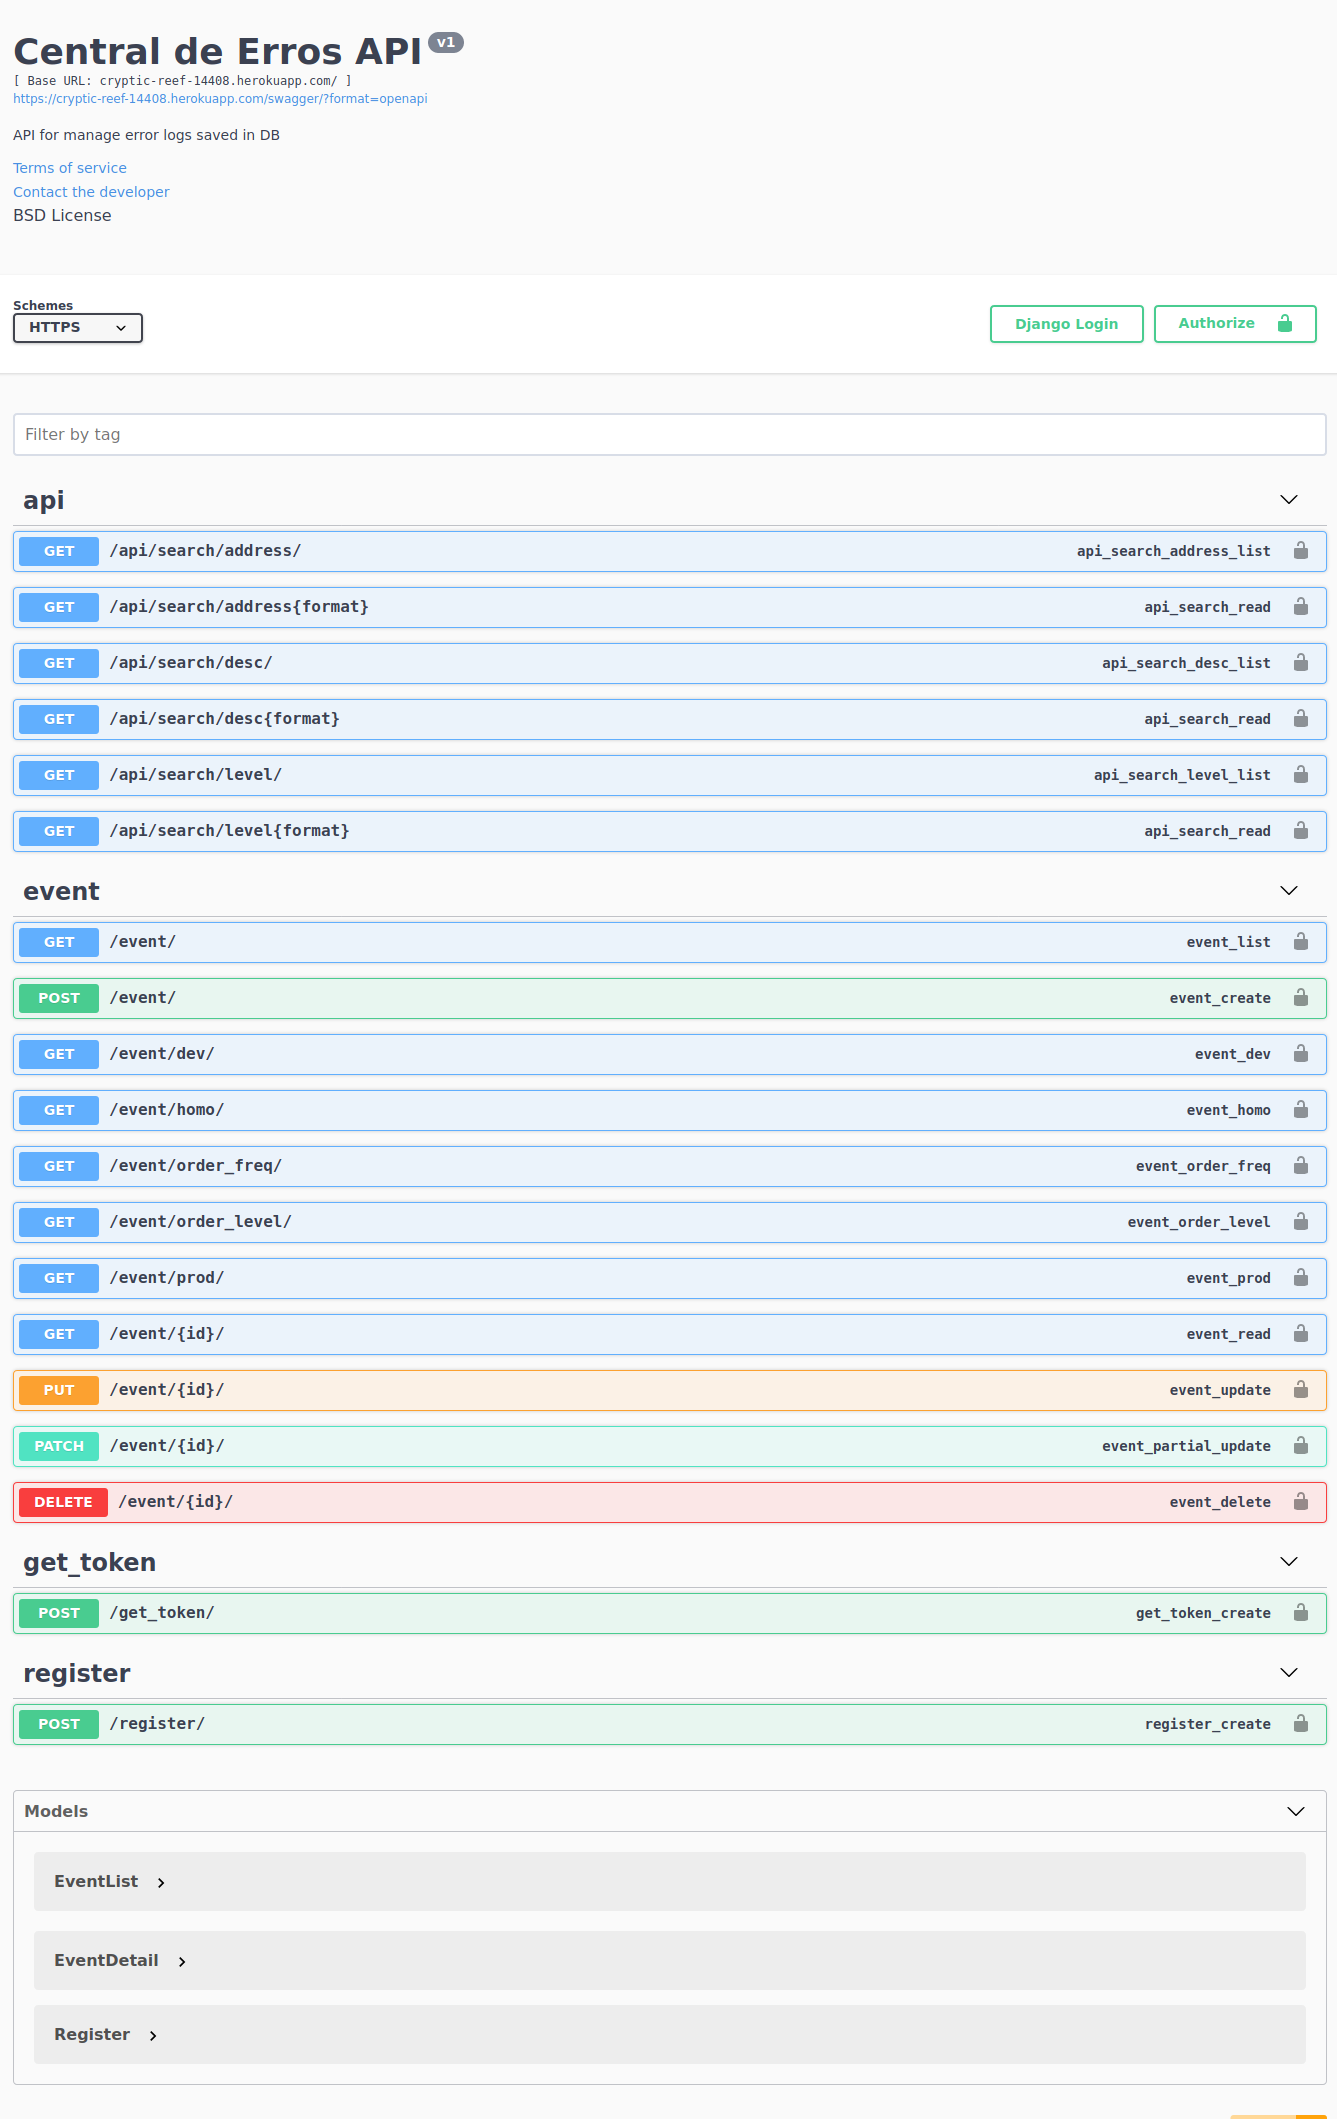 Central de Erros API v1
[ Base URL: cryptic-reef-14408.herokuapp.com/ ]
https://cryptic-reef-14408.herokuapp.com/swagger/?format=openapi
API for manage error logs saved in DB
Terms of service
Contact the developer
BSD License
Schemes
HTTPS
Django Login
Authorize
Filter by tag
api
GET /api/search/address/ api_search_address_list
GET /api/search/address{format} api_search_read
GET /api/search/desc/ api_search_desc_list
GET /api/search/desc{format} api_search_read
GET /api/search/level/ api_search_level_list
GET /api/search/level{format} api_search_read
event
GET /event/ event_list
POST /event/ event_create
GET /event/dev/ event_dev
GET /event/homo/ event_homo
GET /event/order_freq/ event_order_freq
GET /event/order_level/ event_order_level
GET /event/prod/ event_prod
GET /event/{id}/ event_read
PUT /event/{id}/ event_update
PATCH /event/{id}/ event_partial_update
DELETE /event/{id}/ event_delete
get_token
POST /get_token/ get_token_create
register
POST /register/ register_create
Models
EventList
EventDetail
Register